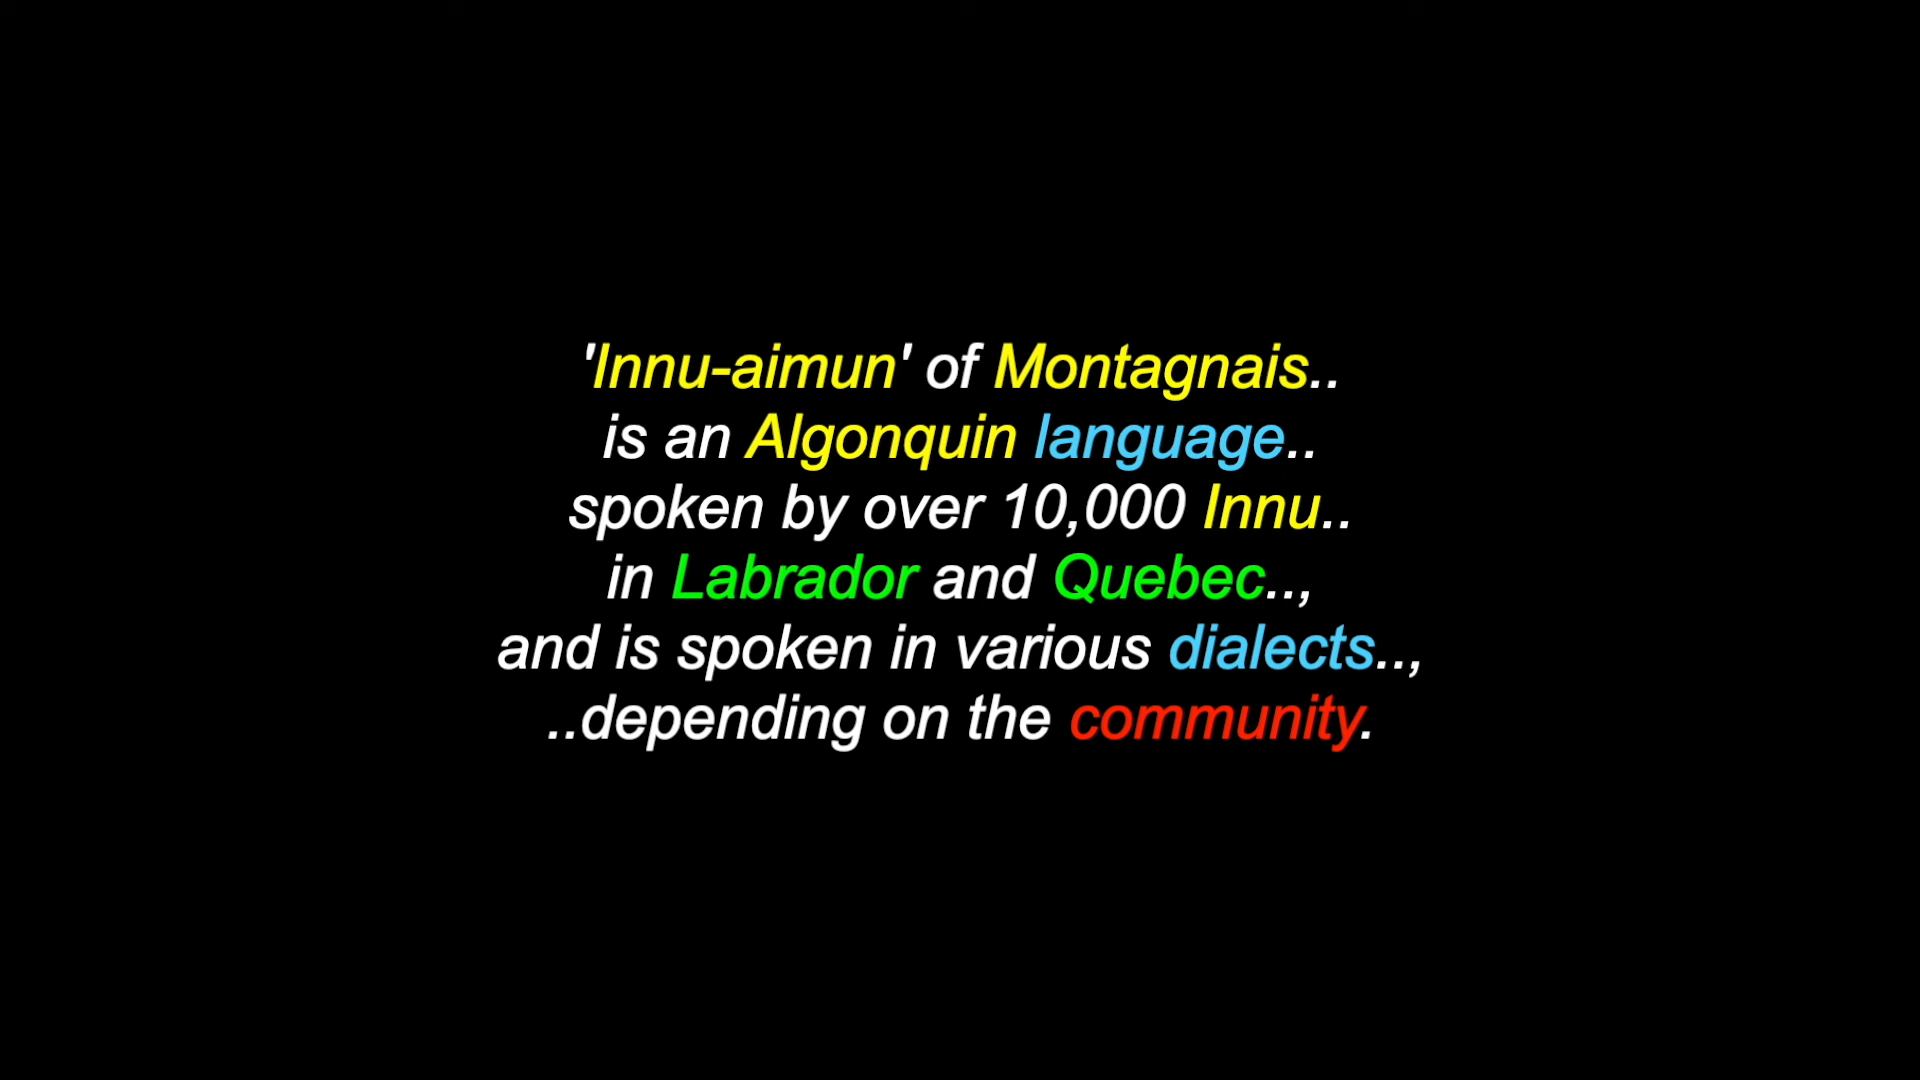 'Innu-aimun' of Montagnais..
is an Algonquin language..
spoken by over 10,000 Innu..
in Labrador and Quebec..,
and is spoken in various dialects..,
..depending on the community.